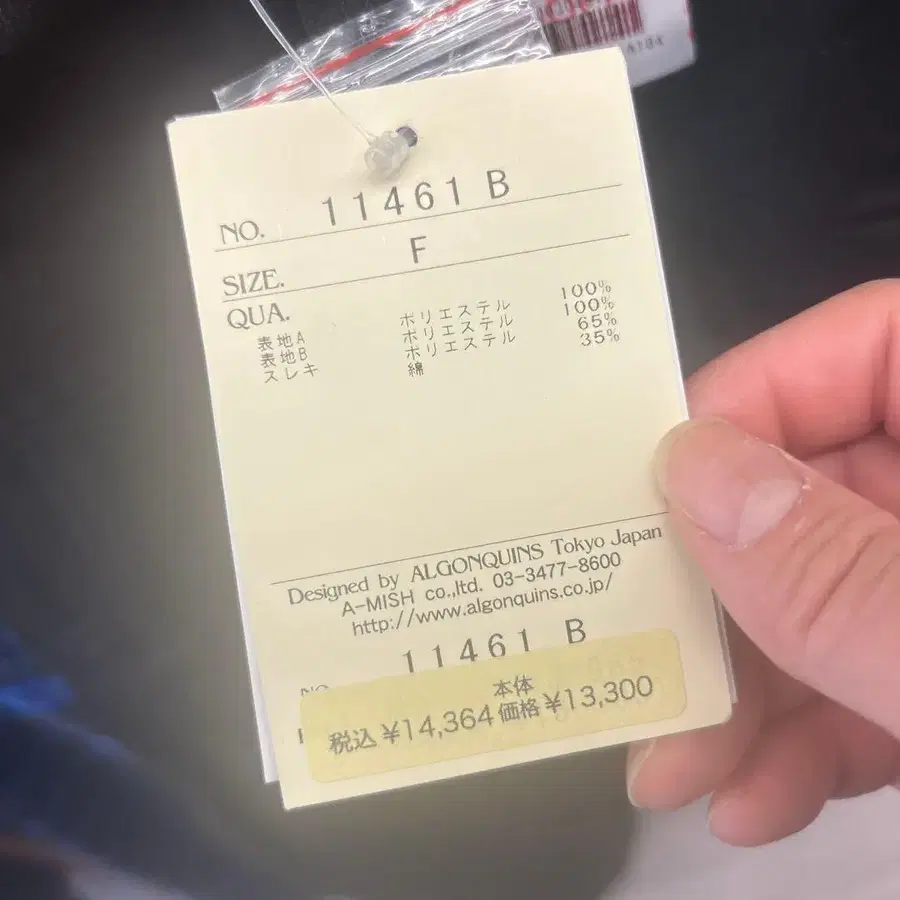 A184
NO. 11461 B
SIZE. F
QUA.
表地A ポリエステル 100%
表地B ポリエステル 100%
スレキ ポリエステル 65%
綿 35%
Designed by ALGONQUINS Tokyo Japan
A-MISH co.,ltd. 03-3477-8600
http://www.algonquins.co.jp/
11461 B
税込 ¥14,364 本体価格 ¥13,300